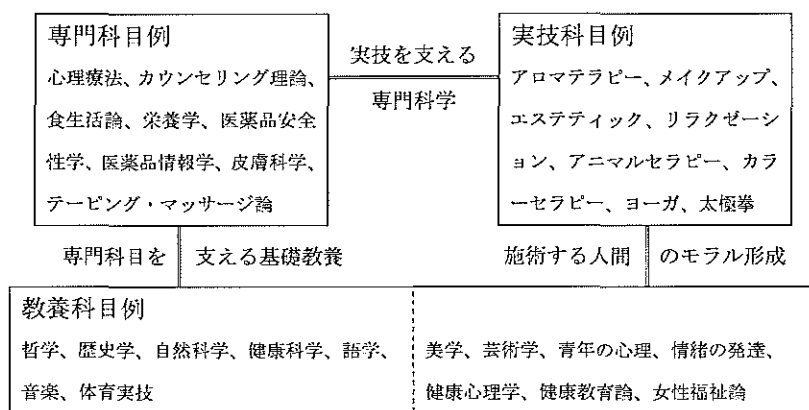 専門科目例
心理療法、カウンセリング理論、
食生活論、栄養学、医薬品安全
性学、医薬品情報学、皮膚科学、
テーピング・マッサージ論
実技を支える
専門科学
実技科目例
アロマテラピー、メイクアップ、
エステティック、リラクゼーシ
ョン、アニマルセラピー、カラ
ーセラピー、ヨーガ、太極拳
専門科目を 支える基礎教養
施術する人間 のモラル形成
教養科目例
哲学、歴史学、自然科学、健康科学、語学、
音楽、体育実技
美学、芸術学、青年の心理、情緒の発達、
健康心理学、健康教育論、女性福祉論